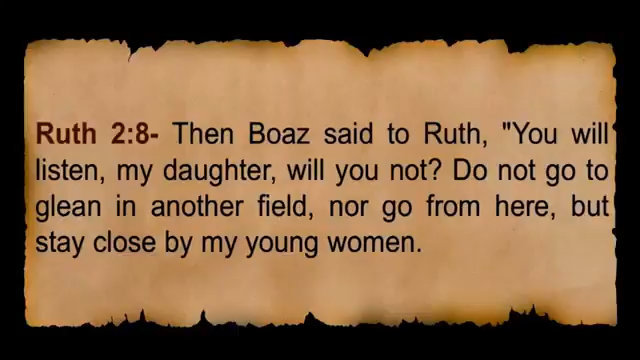 Ruth 2:8- Then Boaz said to Ruth, "You will
listen, my daughter, will you not? Do not go to
glean in another field, nor go from here, but
stay close by my young women.